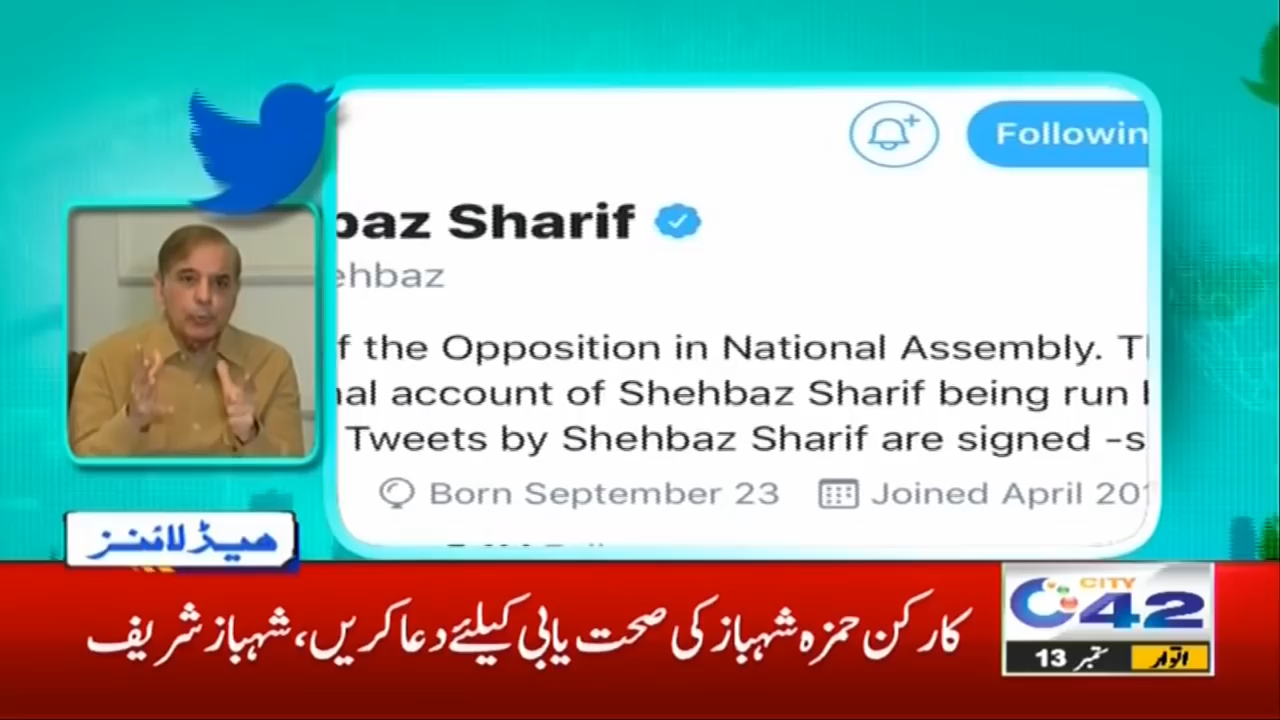 Followin
baz Sharif
ehbaz
f the Opposition in National Assembly. T
nal account of Shehbaz Sharif being run
Tweets by Shehbaz Sharif are signed -s
Born September 23 Joined April 201
ہیڈلائنز
کارکن حمزہ شہباز کی صحت یابی کیلئے دعا کریں، شہباز شریف
CITY
42
اتوار 13 ستمبر